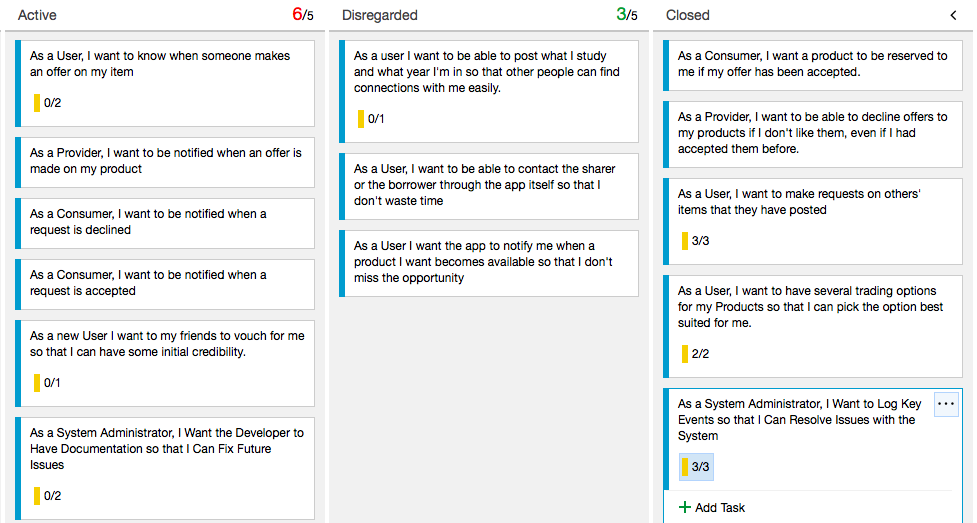 Active 6/5
As a User, I want to know when someone makes
an offer on my item
0/2
As a Provider, I want to be notified when an offer is
made on my product
As a Consumer, I want to be notified when a
request is declined
As a Consumer, I want to be notified when a
request is accepted
As a new User I want to my friends to vouch for me
so that I can have some initial credibility.
0/1
As a System Administrator, I Want the Developer to
Have Documentation so that I Can Fix Future
Issues
0/2
Disregarded 3/5
As a user I want to be able to post what I study
and what year I'm in so that other people can find
connections with me easily.
0/1
As a User, I want to be able to contact the sharer
or the borrower through the app itself so that I
don't waste time
As a User I want the app to notify me when a
product I want becomes available so that I don't
miss the opportunity
Closed
As a Consumer, I want a product to be reserved to
me if my offer has been accepted.
As a Provider, I want to be able to decline offers to
my products if I don't like them, even if I had
accepted them before.
As a User, I want to make requests on others'
items that they have posted
3/3
As a User, I want to have several trading options
for my Products so that I can pick the option best
suited for me.
2/2
As a System Administrator, I Want to Log Key
Events so that I Can Resolve Issues with the
System
3/3
Add Task